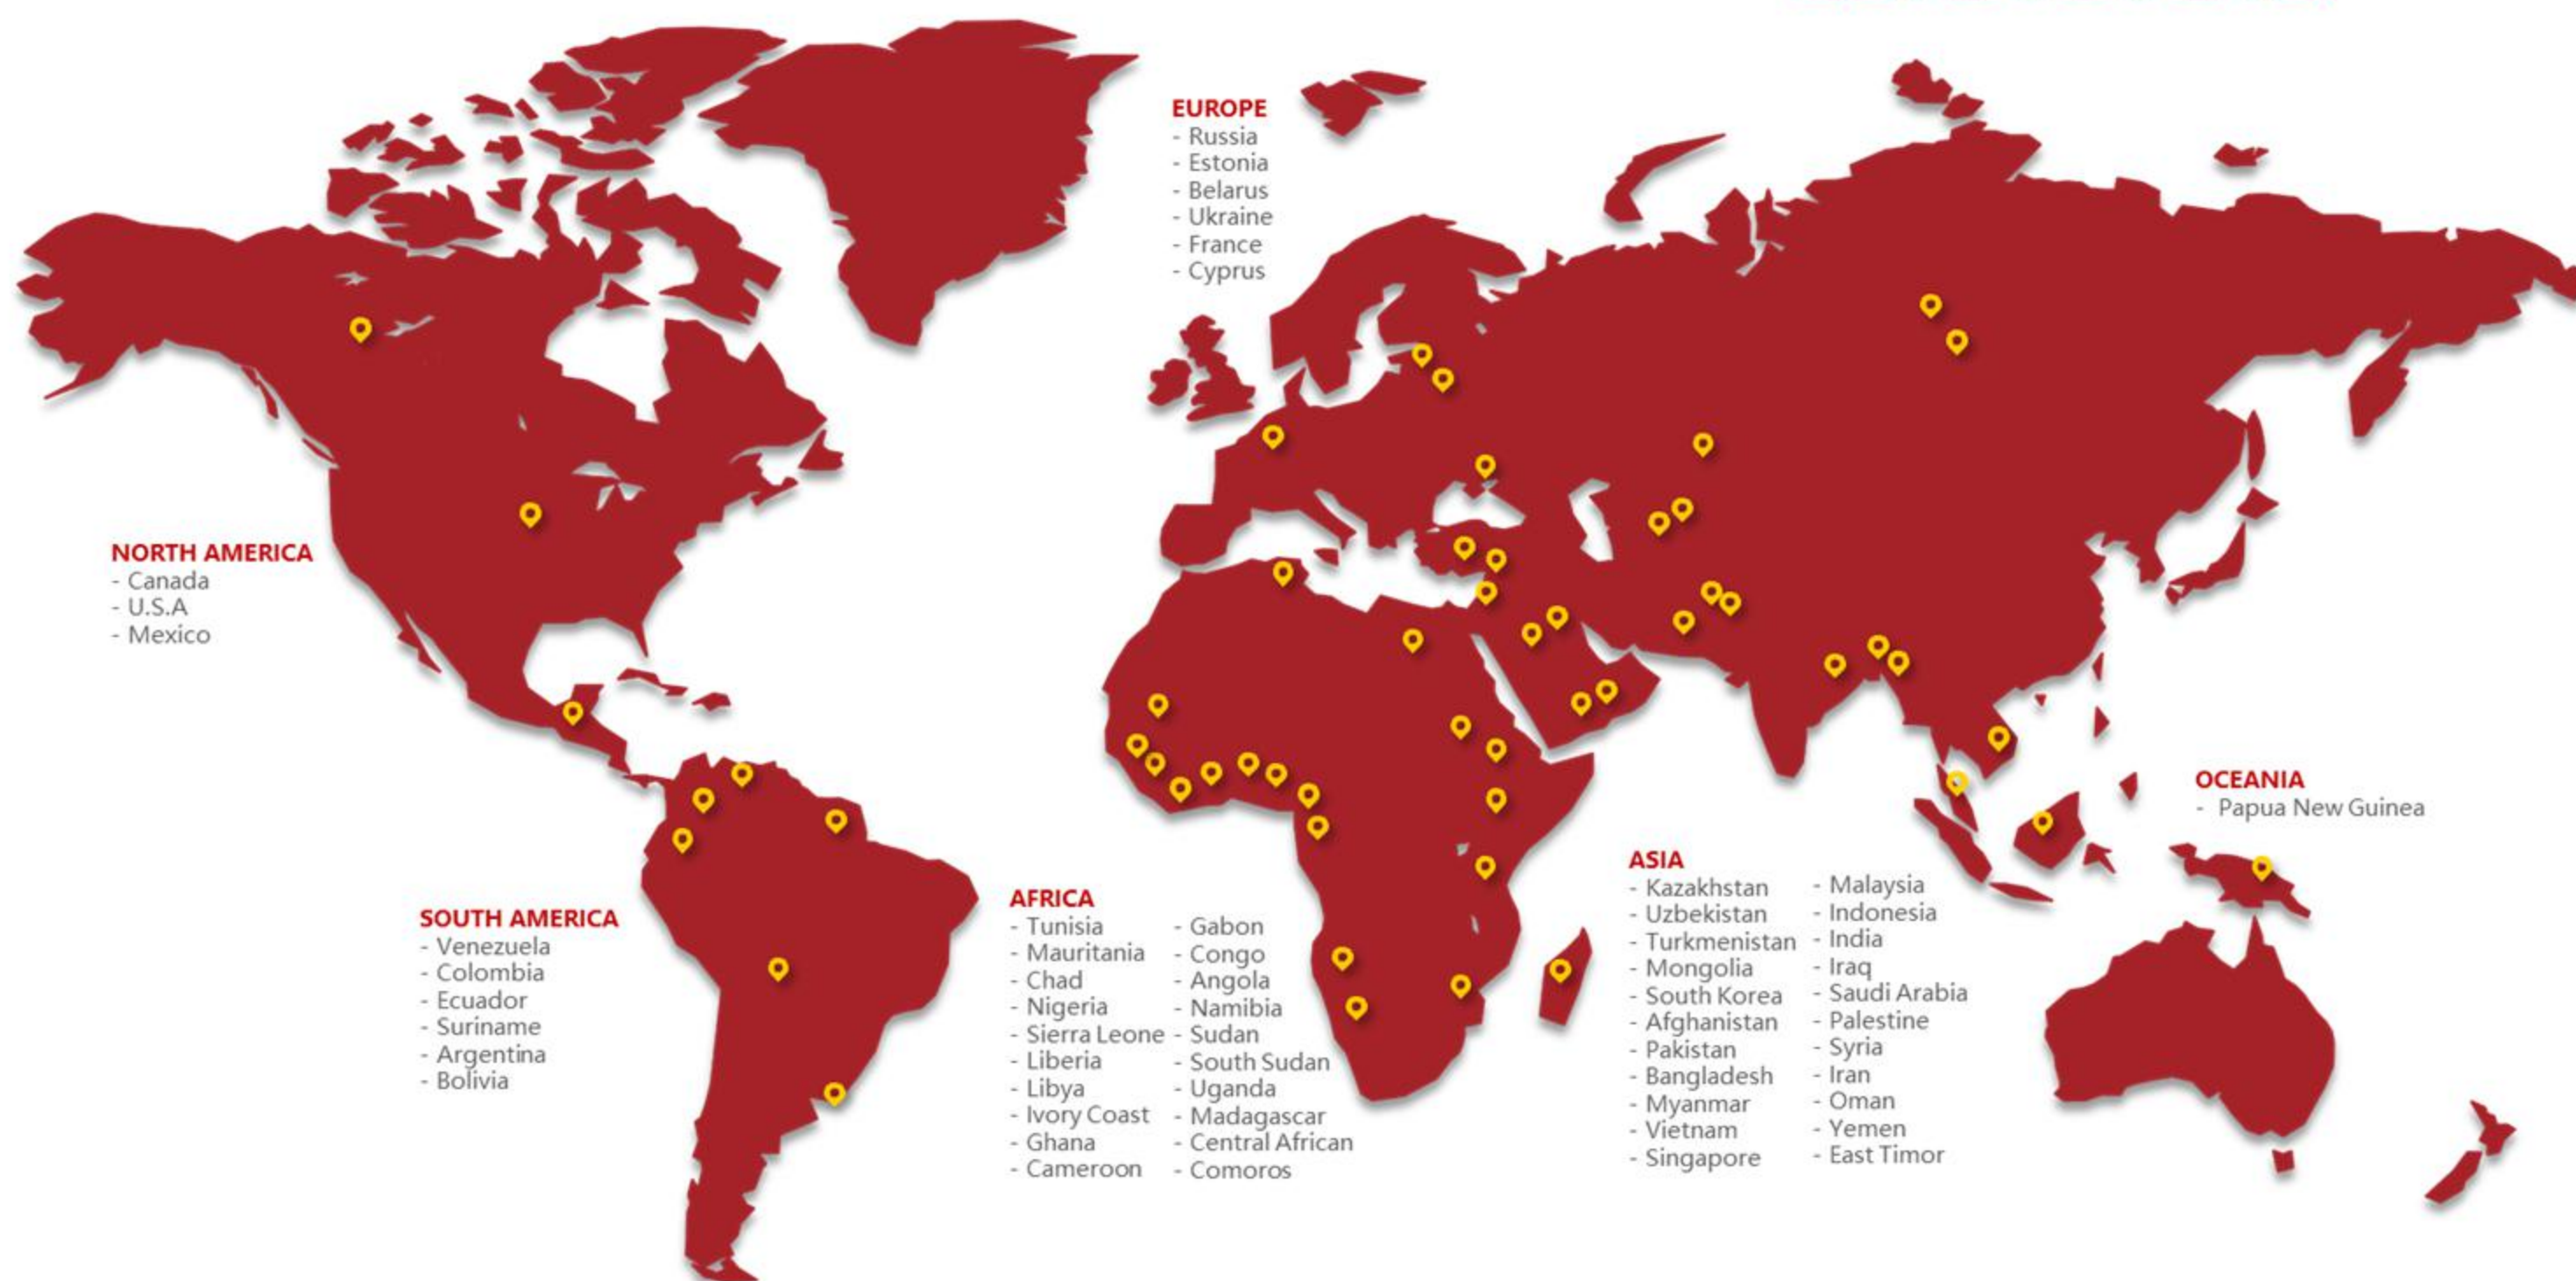 EUROPE
- Russia
- Estonia
- Belarus
- Ukraine
- France
- Cyprus
NORTH AMERICA
- Canada
- U.S.A
- Mexico
OCEANIA
- Papua New Guinea
SOUTH AMERICA
- Venezuela
- Colombia
- Ecuador
- Suriname
- Argentina
- Bolivia
AFRICA
- Tunisia
- Mauritania
- Chad
- Nigeria
- Sierra Leone
- Liberia
- Libya
- Ivory Coast
- Ghana
- Cameroon
- Gabon
- Congo
- Angola
- Namibia
- Sudan
- South Sudan
- Uganda
- Madagascar
- Central African
- Comoros
ASIA
- Kazakhstan
- Uzbekistan
- Turkmenistan
- Mongolia
- South Korea
- Afghanistan
- Pakistan
- Bangladesh
- Myanmar
- Vietnam
- Singapore
- Malaysia
- Indonesia
- India
- Iraq
- Saudi Arabia
- Palestine
- Syria
- Iran
- Oman
- Yemen
- East Timor